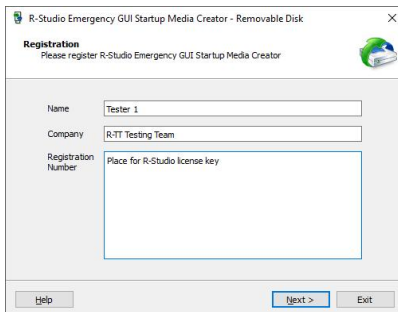 R-Studio Emergency GUI Startup Media Creator - Removable Disk
Registration
Please register R-Studio Emergency GUI Startup Media Creator
Name
Tester 1
Company
R-TT Testing Team
Registration
Number
Place for R-Studio license key
Help
Next >
Exit